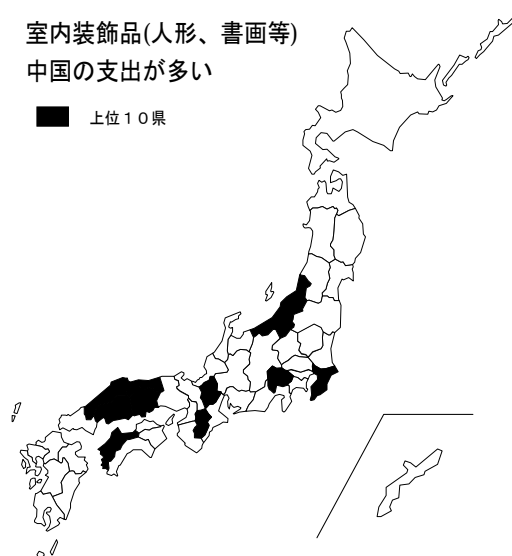 室内装飾品(人形、書画等)
中国の支出が多い
上位１０県